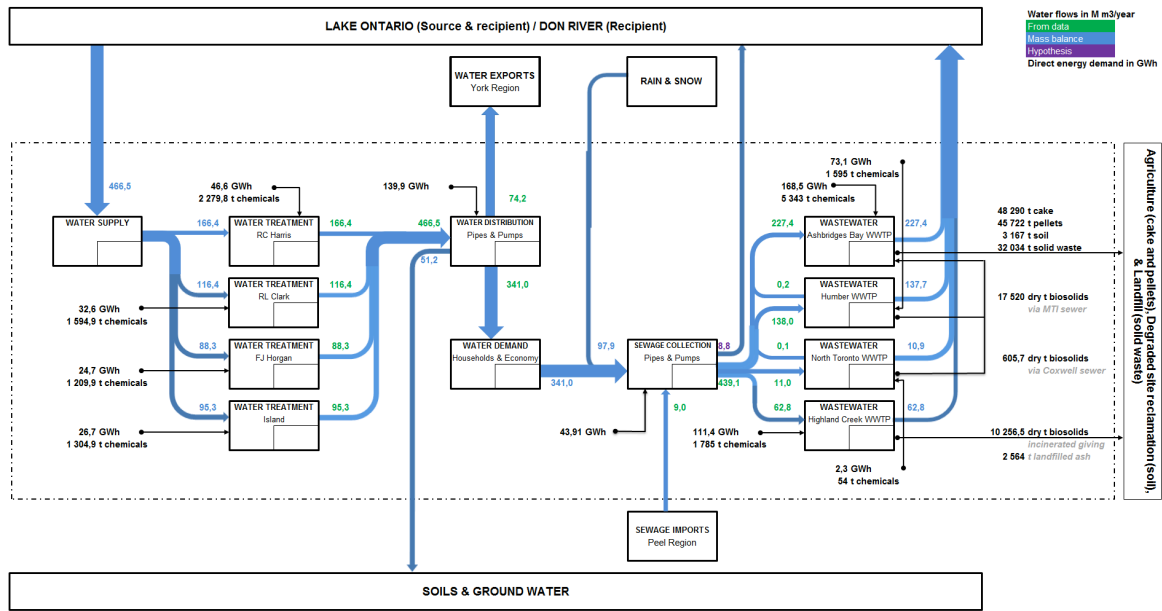 LAKE ONTARIO (Source & recipient) / DON RIVER (Recipient)
Water flows in M m3/year
From data
Mass balance
Hypothesis
Direct energy demand in GWh
WATER EXPORTS
York Region
RAIN & SNOW
466,5
46,6 GWh
2 279,8 t chemicals
139,9 GWh
74,2
73,1 GWh
1 595 t chemicals
168,5 GWh
5 343 t chemicals
WATER SUPPLY
166,4
WATER TREATMENT
RC Harris
166,4
466,5
WATER DISTRIBUTION
Pipes & Pumps
51,2
341,0
227,4
WASTEWATER
Ashbridges Bay WWTP
227,4
48 290 t cake
45 722 t pellets
3 167 t soil
32 034 t solid waste
116,4
WATER TREATMENT
RL Clark
116,4
32,6 GWh
1 594,9 t chemicals
0,2
WASTEWATER
Humber WWTP
137,7
138,0
17 520 dry t biosolids
via MTI sewer
88,3
WATER TREATMENT
FJ Horgan
88,3
24,7 GWh
1 209,9 t chemicals
WATER DEMAND
Households & Economy
341,0
97,9
SEWAGE COLLECTION
Pipes & Pumps
8,8
439,1
0,1
WASTEWATER
North Toronto WWTP
10,9
11,0
605,7 dry t biosolids
via Coxwell sewer
95,3
WATER TREATMENT
Island
95,3
26,7 GWh
1 304,9 t chemicals
43,91 GWh
9,0
62,8
WASTEWATER
Highland Creek WWTP
62,8
111,4 GWh
1 785 t chemicals
10 256,5 dry t biosolids
incinerated giving
2 564 t landfilled ash
2,3 GWh
54 t chemicals
Agriculture (cake and pellets), Degraded site reclamation (soil),
& Landfill (solid waste)
SEWAGE IMPORTS
Peel Region
SOILS & GROUND WATER